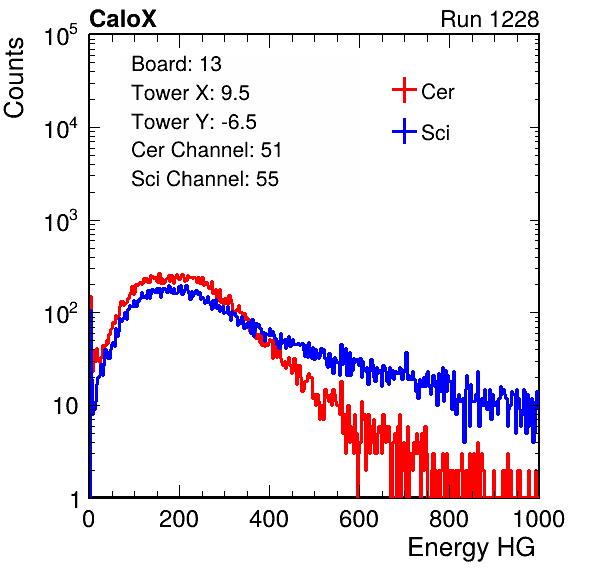 CaloX Run 1228
Counts
Board: 13
Tower X: 9.5
Tower Y: -6.5
Cer Channel: 51
Sci Channel: 55
Cer
Sci
10^5
10^4
10^3
10^2
10
1
0 200 400 600 800 1000
Energy HG